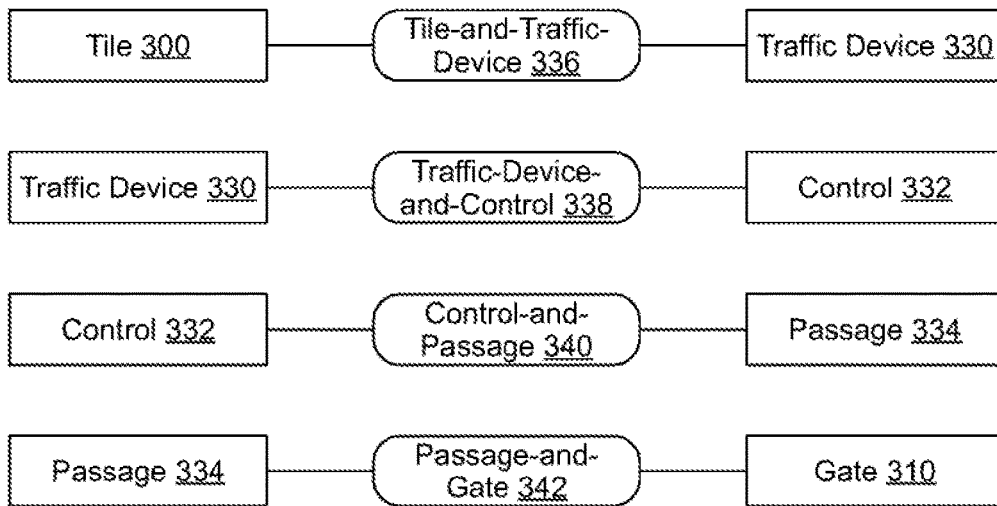 Tile 300
Tile-and-Traffic-
Device 336
Traffic Device 330
Traffic Device 330
Traffic-Device-
and-Control 338
Control 332
Control 332
Control-and-
Passage 340
Passage 334
Passage 334
Passage-and-
Gate 342
Gate 310